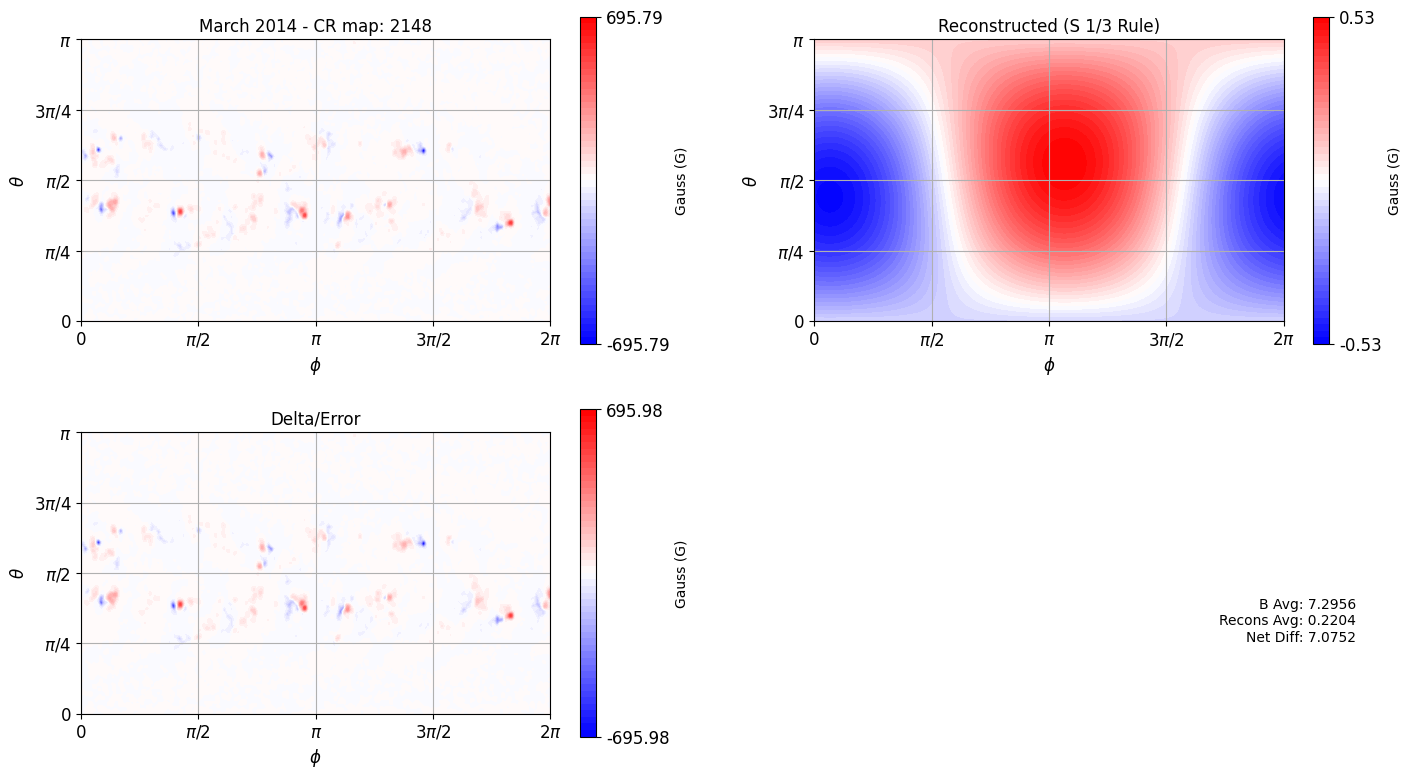 March 2014 - CR map: 2148
π
3π/4
π/2
π/4
0
θ
0
π/2
π
3π/2
2π
ϕ
695.79
-695.79
Gauss (G)
Reconstructed (S 1/3 Rule)
π
3π/4
π/2
π/4
0
θ
0
π/2
π
3π/2
2π
ϕ
0.53
-0.53
Gauss (G)
Delta/Error
π
3π/4
π/2
π/4
0
θ
0
π/2
π
3π/2
2π
ϕ
695.98
-695.98
Gauss (G)
B Avg: 7.2956
Recons Avg: 0.2204
Net Diff: 7.0752